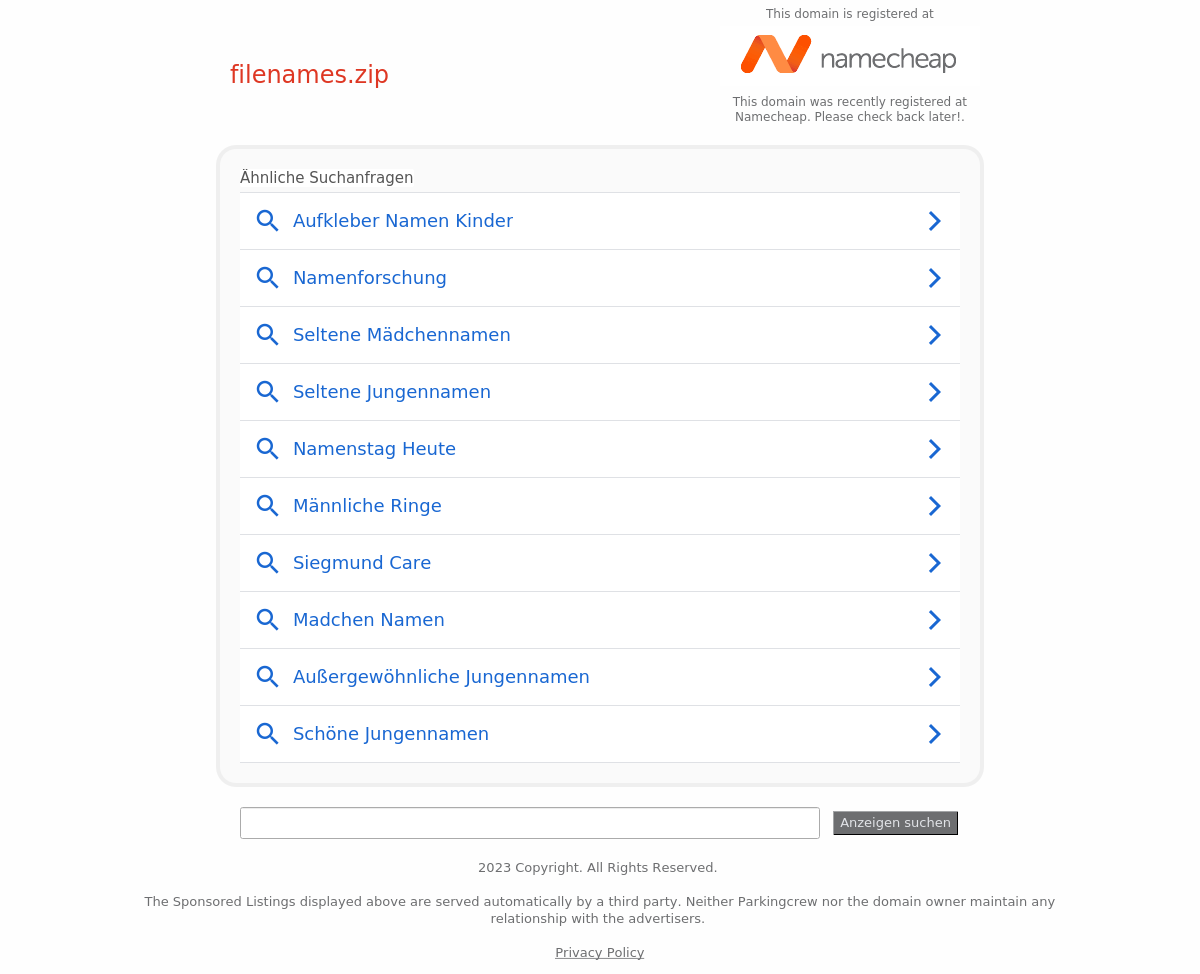 This domain is registered at
namecheap
filenames.zip
This domain was recently registered at
Namecheap. Please check back later!.
Ähnliche Suchanfragen
Aufkleber Namen Kinder
Namenforschung
Seltene Mädchennamen
Seltene Jungennamen
Namenstag Heute
Männliche Ringe
Siegmund Care
Madchen Namen
Außergewöhnliche Jungennamen
Schöne Jungennamen
Anzeigen suchen
2023 Copyright. All Rights Reserved.
The Sponsored Listings displayed above are served automatically by a third party. Neither Parkingcrew nor the domain owner maintain any
relationship with the advertisers.
Privacy Policy